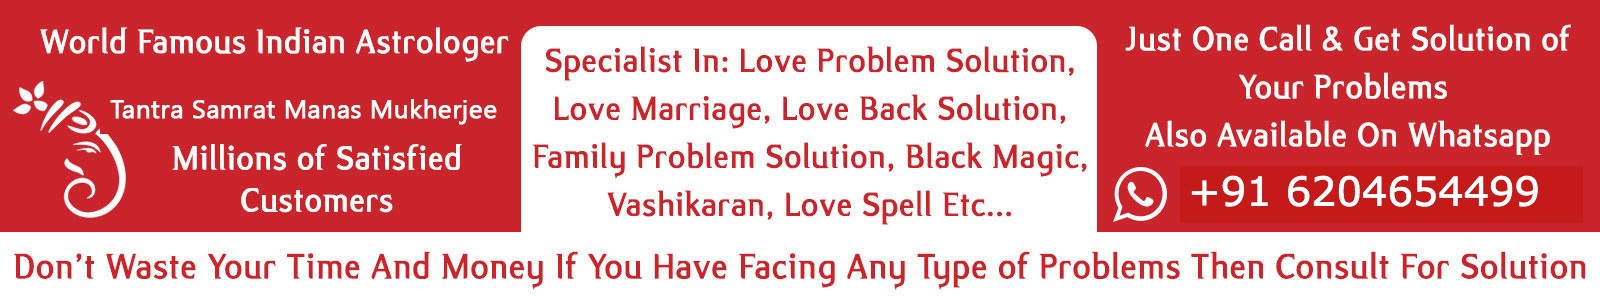 World Famous Indian Astrologer
Tantra Samrat Manas Mukherjee
Millions of Satisfied
Customers
Specialist In: Love Problem Solution,
Love Marriage, Love Back Solution,
Family Problem Solution, Black Magic,
Vashikaran, Love Spell Etc...
Just One Call & Get Solution of
Your Problems
Also Available On Whatsapp
+91 6204654499
Don't Waste Your Time And Money If You Have Facing Any Type of Problems Then Consult For Solution